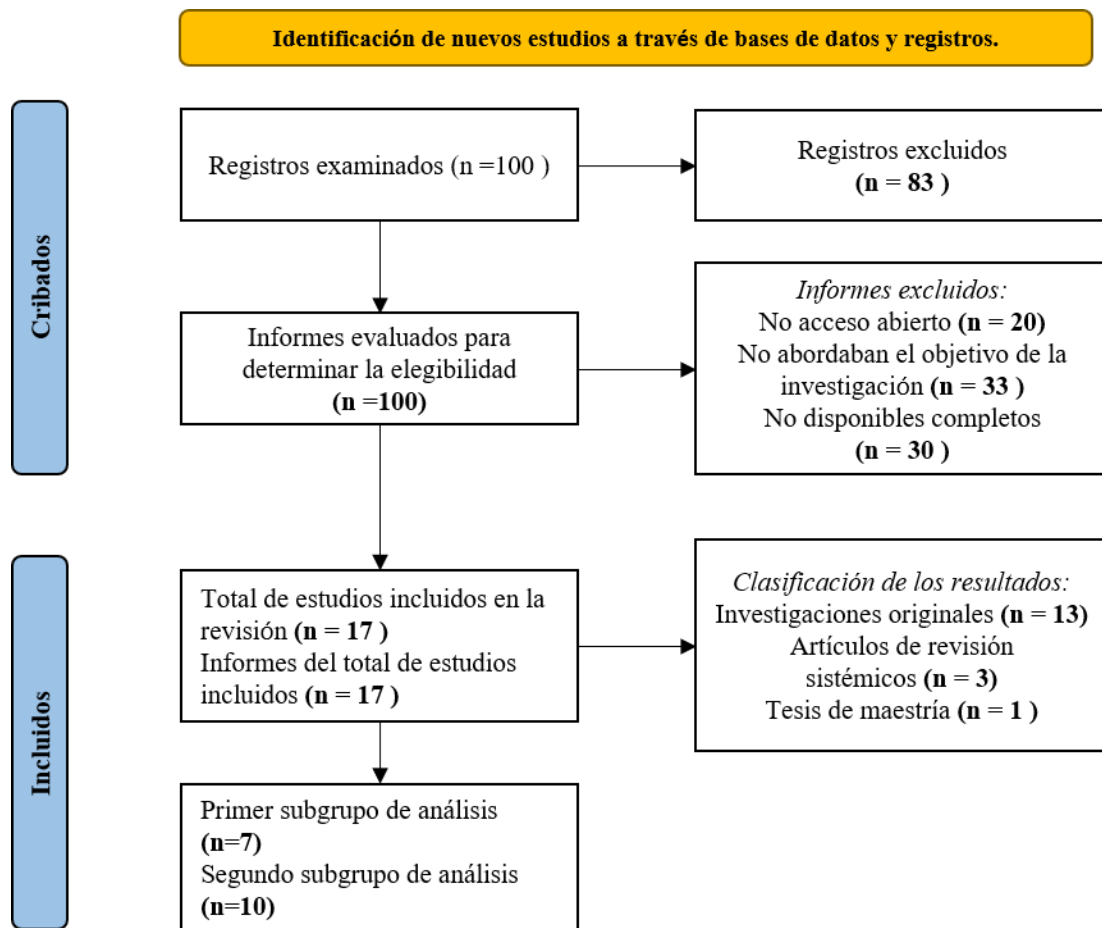 Identificación de nuevos estudios a través de bases de datos y registros.
Cribados
Registros examinados (n =100 )
Registros excluidos
(n = 83 )
Informes evaluados para
determinar la elegibilidad
(n =100)
Informes excluidos:
No acceso abierto (n = 20)
No abordaban el objetivo de la
investigación (n = 33 )
No disponibles completos
(n = 30 )
Incluidos
Total de estudios incluidos en la
revisión (n = 17 )
Informes del total de estudios
incluidos (n = 17 )
Clasificación de los resultados:
Investigaciones originales (n = 13)
Artículos de revisión
sistémicos (n = 3)
Tesis de maestría (n = 1 )
Primer subgrupo de análisis
(n=7)
Segundo subgrupo de análisis
(n=10)